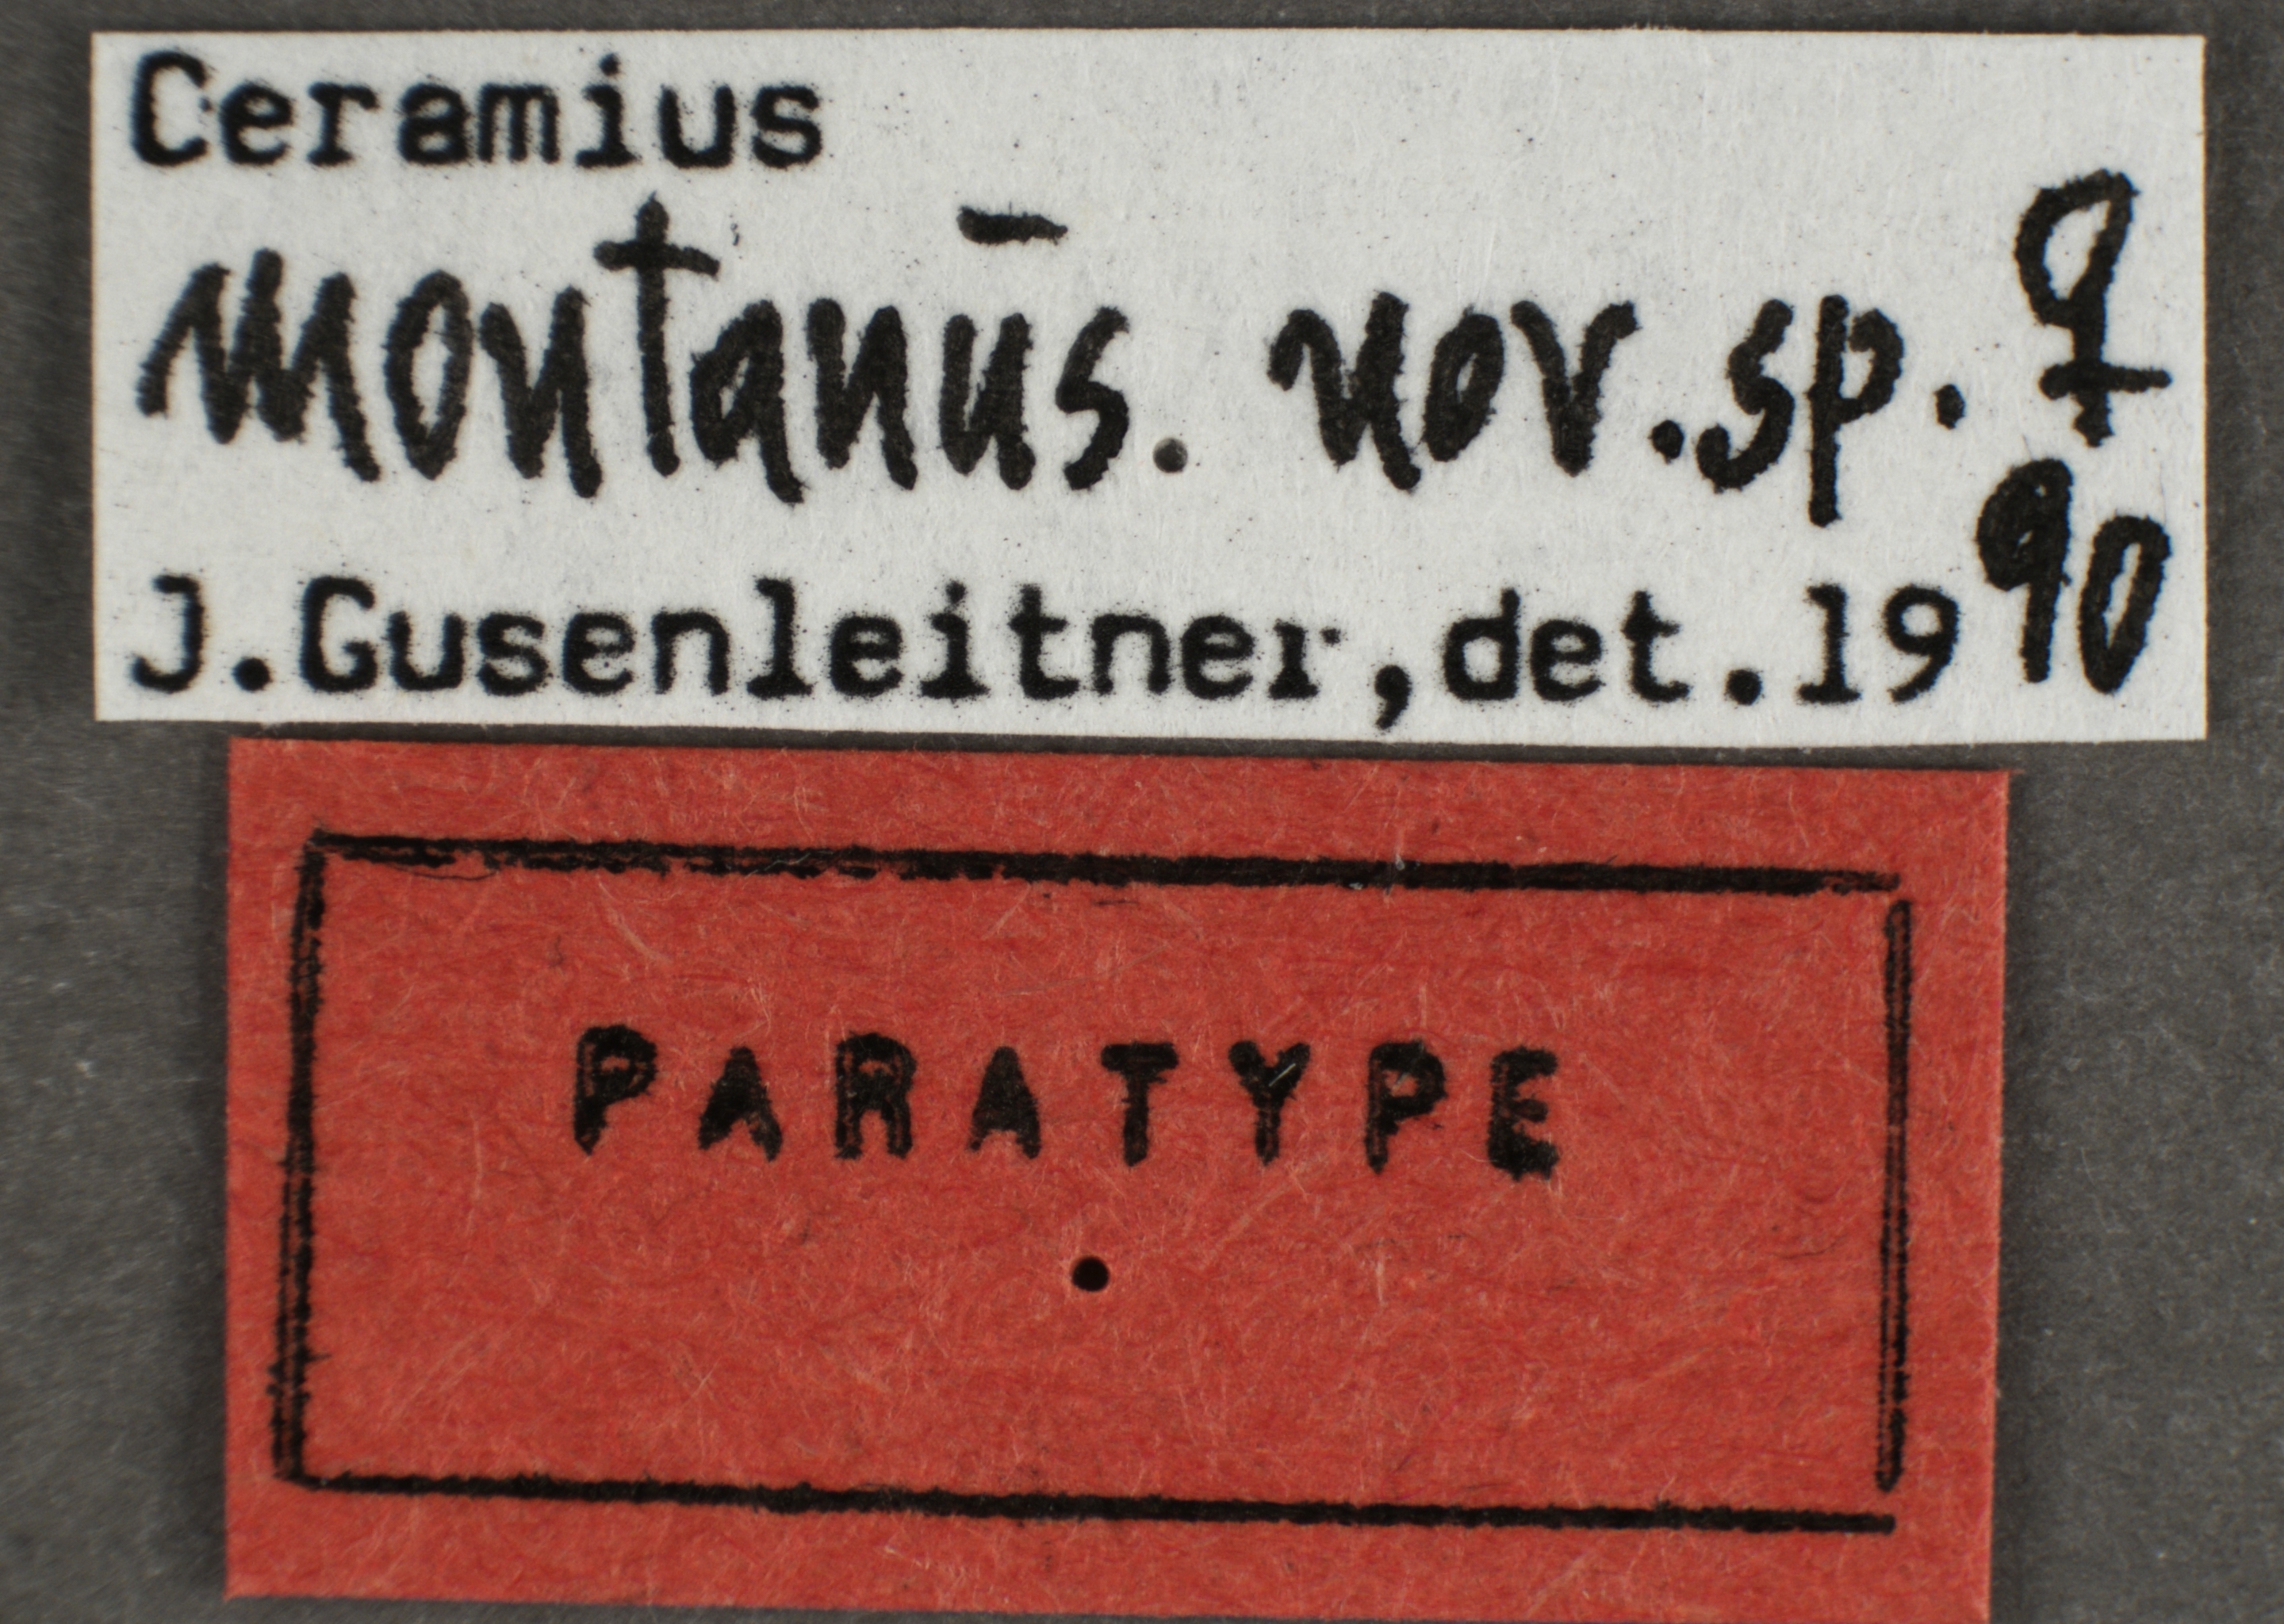 Ceramius
montanūs. nov.sp. ♀
J.Gusenleitner,det.1990
PARATYPE